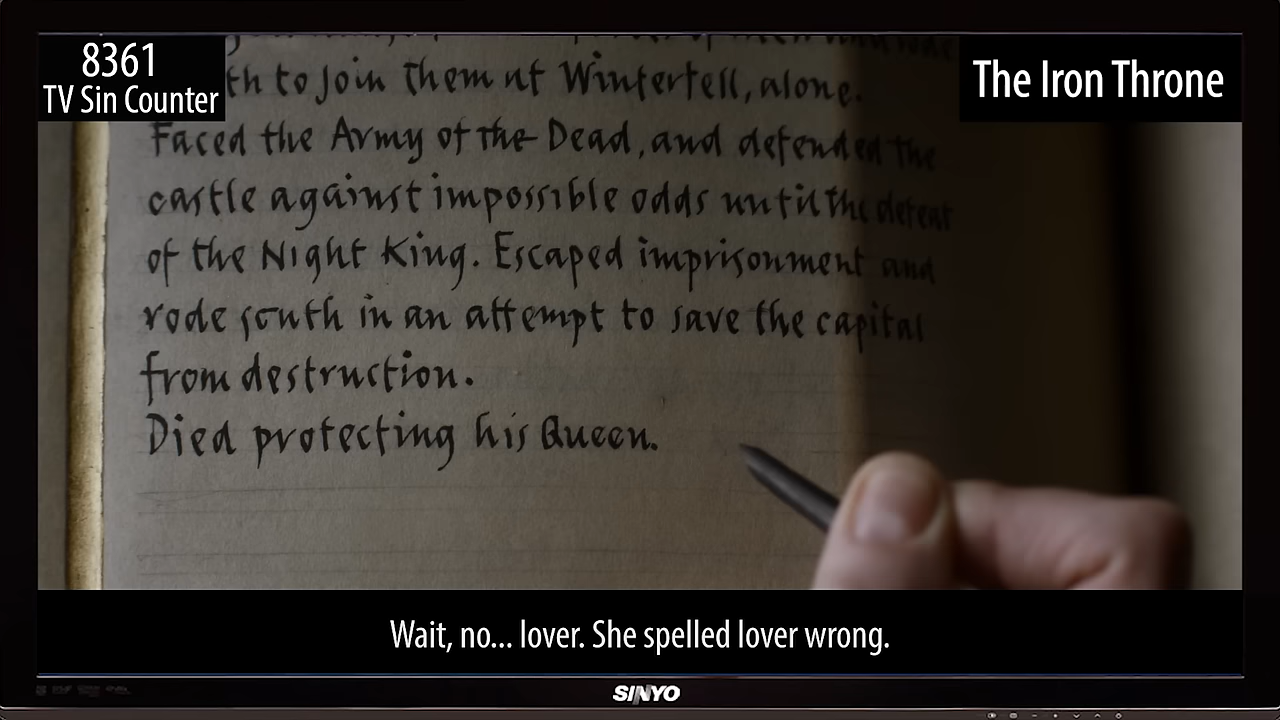 8361
TV Sin Counter
The Iron Throne
th to join them at Winterfell, alone.
Faced the Army of the Dead, and defended the
castle against impossible odds until the defeat
of the Night King. Escaped imprisonment and
rode south in an attempt to save the capital
from destruction.
Died protecting his Queen.
Wait, no... lover. She spelled lover wrong.
SINYO